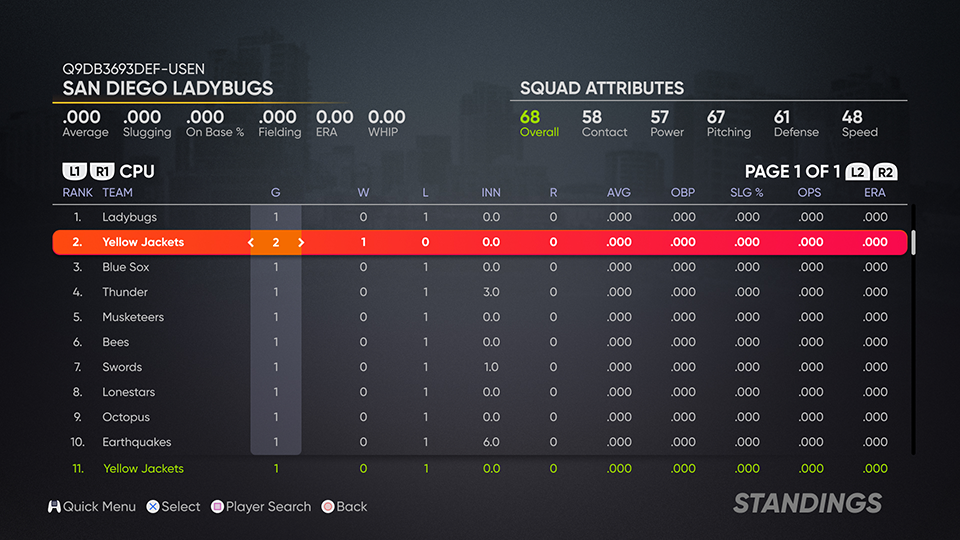 Q9DB3693DEF-USEN
SAN DIEGO LADYBUGS
.000 .000 .000 .000 0.00 0.00
Average Slugging On Base % Fielding ERA WHIP
SQUAD ATTRIBUTES
68 58 57 67 61 48
Overall Contact Power Pitching Defense Speed
L1 R1 CPU
PAGE 1 OF 1 L2 R2
RANK TEAM G W L INN R AVG OBP SLG % OPS ERA
1. Ladybugs 1 0 1 0.0 0 .000 .000 .000 .000 .000
2. Yellow Jackets 2 1 0 0.0 0 .000 .000 .000 .000 .000
3. Blue Sox 1 0 1 0.0 0 .000 .000 .000 .000 .000
4. Thunder 1 0 1 3.0 0 .000 .000 .000 .000 .000
5. Musketeers 1 0 1 0.0 0 .000 .000 .000 .000 .000
6. Bees 1 0 1 0.0 0 .000 .000 .000 .000 .000
7. Swords 1 0 1 1.0 0 .000 .000 .000 .000 .000
8. Lonestars 1 0 1 0.0 0 .000 .000 .000 .000 .000
9. Octopus 1 0 1 0.0 0 .000 .000 .000 .000 .000
10. Earthquakes 1 0 1 6.0 0 .000 .000 .000 .000 .000
11. Yellow Jackets 1 0 1 0.0 0 .000 .000 .000 .000 .000
Quick Menu Select Player Search Back
STANDINGS